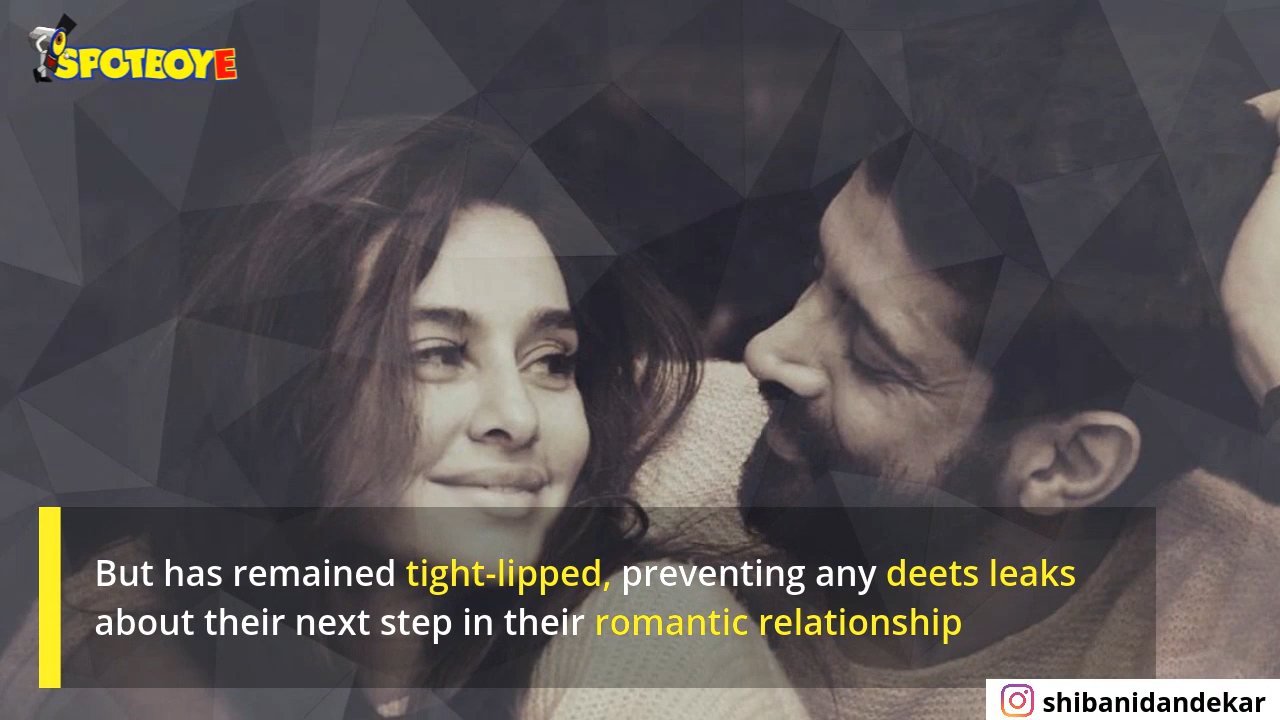 SPOTBOYE
But has remained tight-lipped, preventing any deets leaks
about their next step in their romantic relationship
shibanidandekar